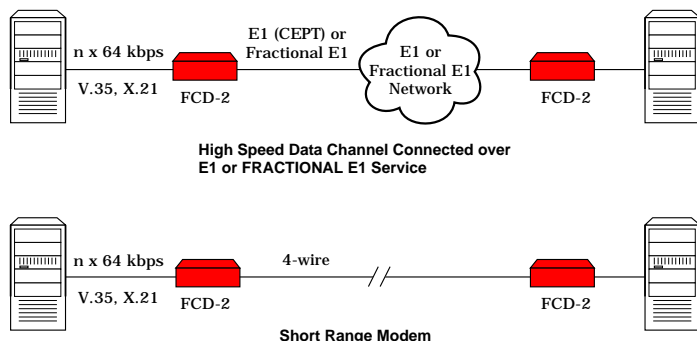 E1 (CEPT) or
Fractional E1
n x 64 kbps
V.35, X.21
FCD-2
E1 or
Fractional E1
Network
FCD-2
High Speed Data Channel Connected over
E1 or FRACTIONAL E1 Service
n x 64 kbps
V.35, X.21
FCD-2
4-wire
FCD-2
Short Range Modem